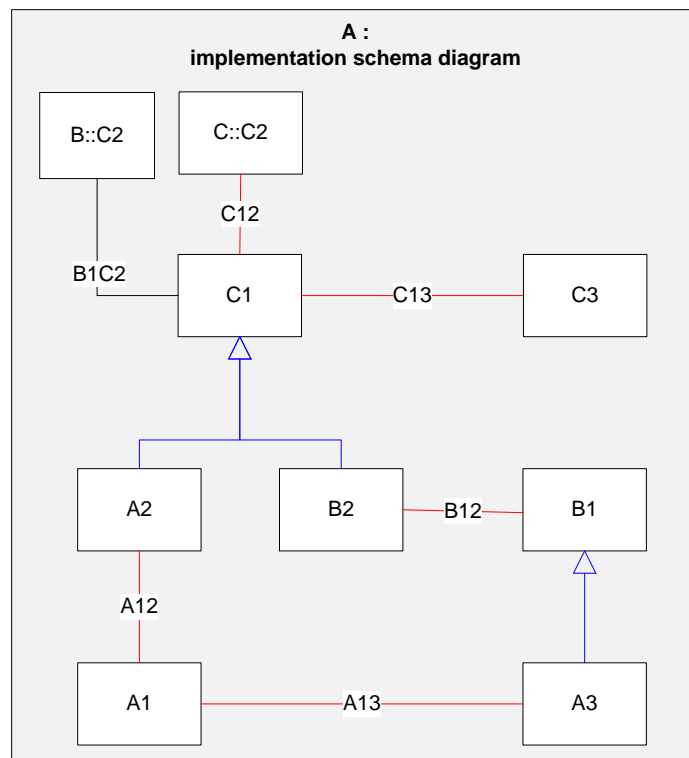 A :
implementation schema diagram
B::C2
C::C2
C12
B1C2
C1
C13
C3
A2
B2
B12
B1
A12
A1
A13
A3